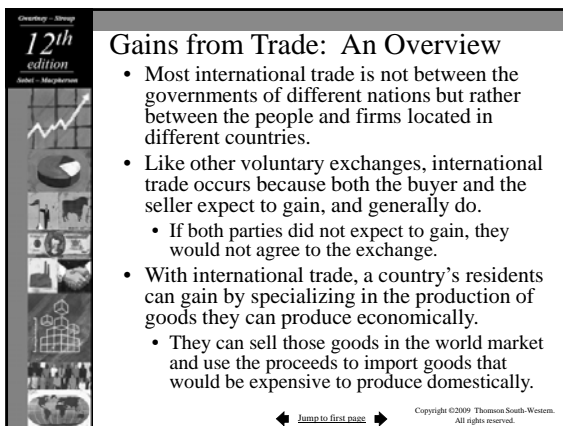 Gwartney – Stroup
12th
edition
Sobel – Macpherson
Gains from Trade: An Overview
• Most international trade is not between the
governments of different nations but rather
between the people and firms located in
different countries.
• Like other voluntary exchanges, international
trade occurs because both the buyer and the
seller expect to gain, and generally do.
• If both parties did not expect to gain, they
would not agree to the exchange.
• With international trade, a country's residents
can gain by specializing in the production of
goods they can produce economically.
• They can sell those goods in the world market
and use the proceeds to import goods that
would be expensive to produce domestically.
Jump to first page
Copyright ©2009 Thomson South-Western.
All rights reserved.